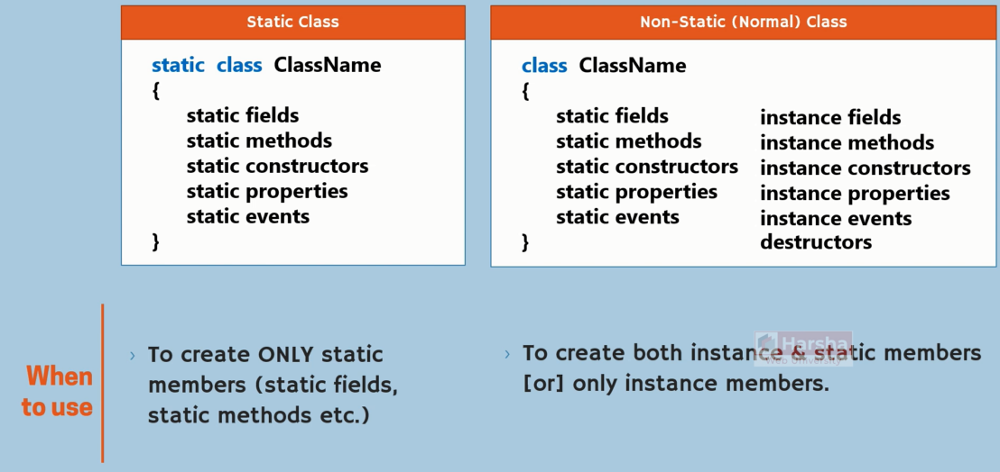 Static Class
static class ClassName
{
static fields
static methods
static constructors
static properties
static events
}
Non-Static (Normal) Class
class ClassName
{
static fields instance fields
static methods instance methods
static constructors instance constructors
static properties instance properties
static events instance events
} destructors
When
to use
› To create ONLY static
members (static fields,
static methods etc.)
› To create both instance & static members
[or] only instance members.
Harsha
Web University